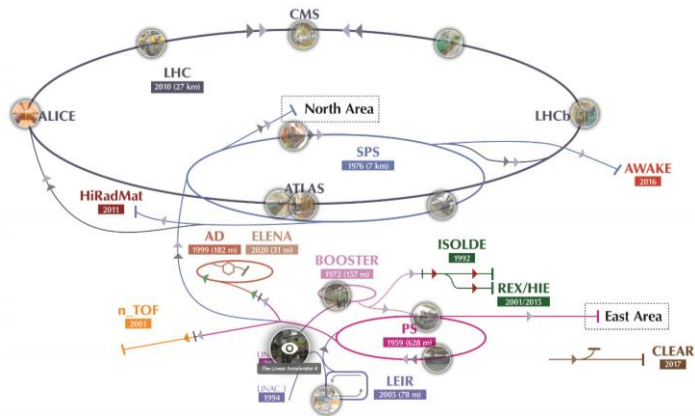 CMS
LHC
2010 (27 km)
ALICE
North Area
LHCb
SPS
1976 (7 km)
AWAKE
2016
HiRadMat
2011
ATLAS
AD
1999 (182 m)
ELENA
2020 (31 m)
ISOLDE
1992
BOOSTER
1972 (157 m)
REX/HIE
2001/2015
n_TOF
2001
East Area
PS
1959 (628 m)
The Linear accelerator 4
CLEAR
2017
LINAC 3
1994
LEIR
2005 (78 m)